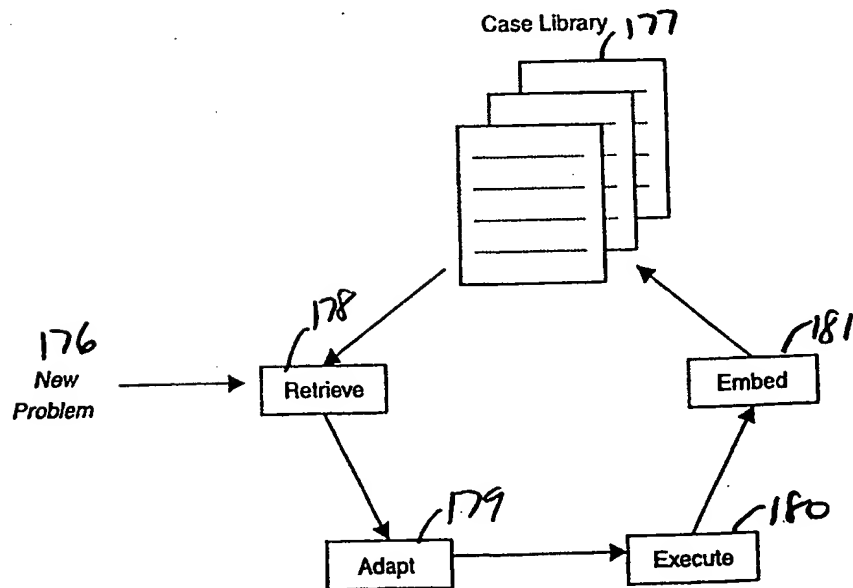 Case Library 177
178
176
New
Problem
Retrieve
181
Embed
179
Adapt
180
Execute